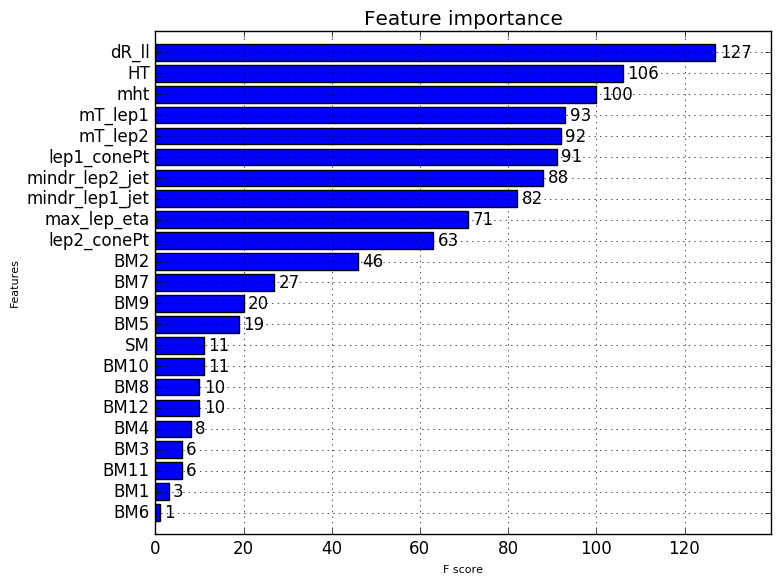 Feature importance
dR_ll 127
HT 106
mht 100
mT_lep1 93
mT_lep2 92
lep1_conePt 91
mindr_lep2_jet 88
mindr_lep1_jet 82
max_lep_eta 71
lep2_conePt 63
BM2 46
BM7 27
BM9 20
BM5 19
SM 11
BM10 11
BM8 10
BM12 10
BM4 8
BM3 6
BM11 6
BM1 3
BM6 1
Features
0 20 40 60 80 100 120
F score